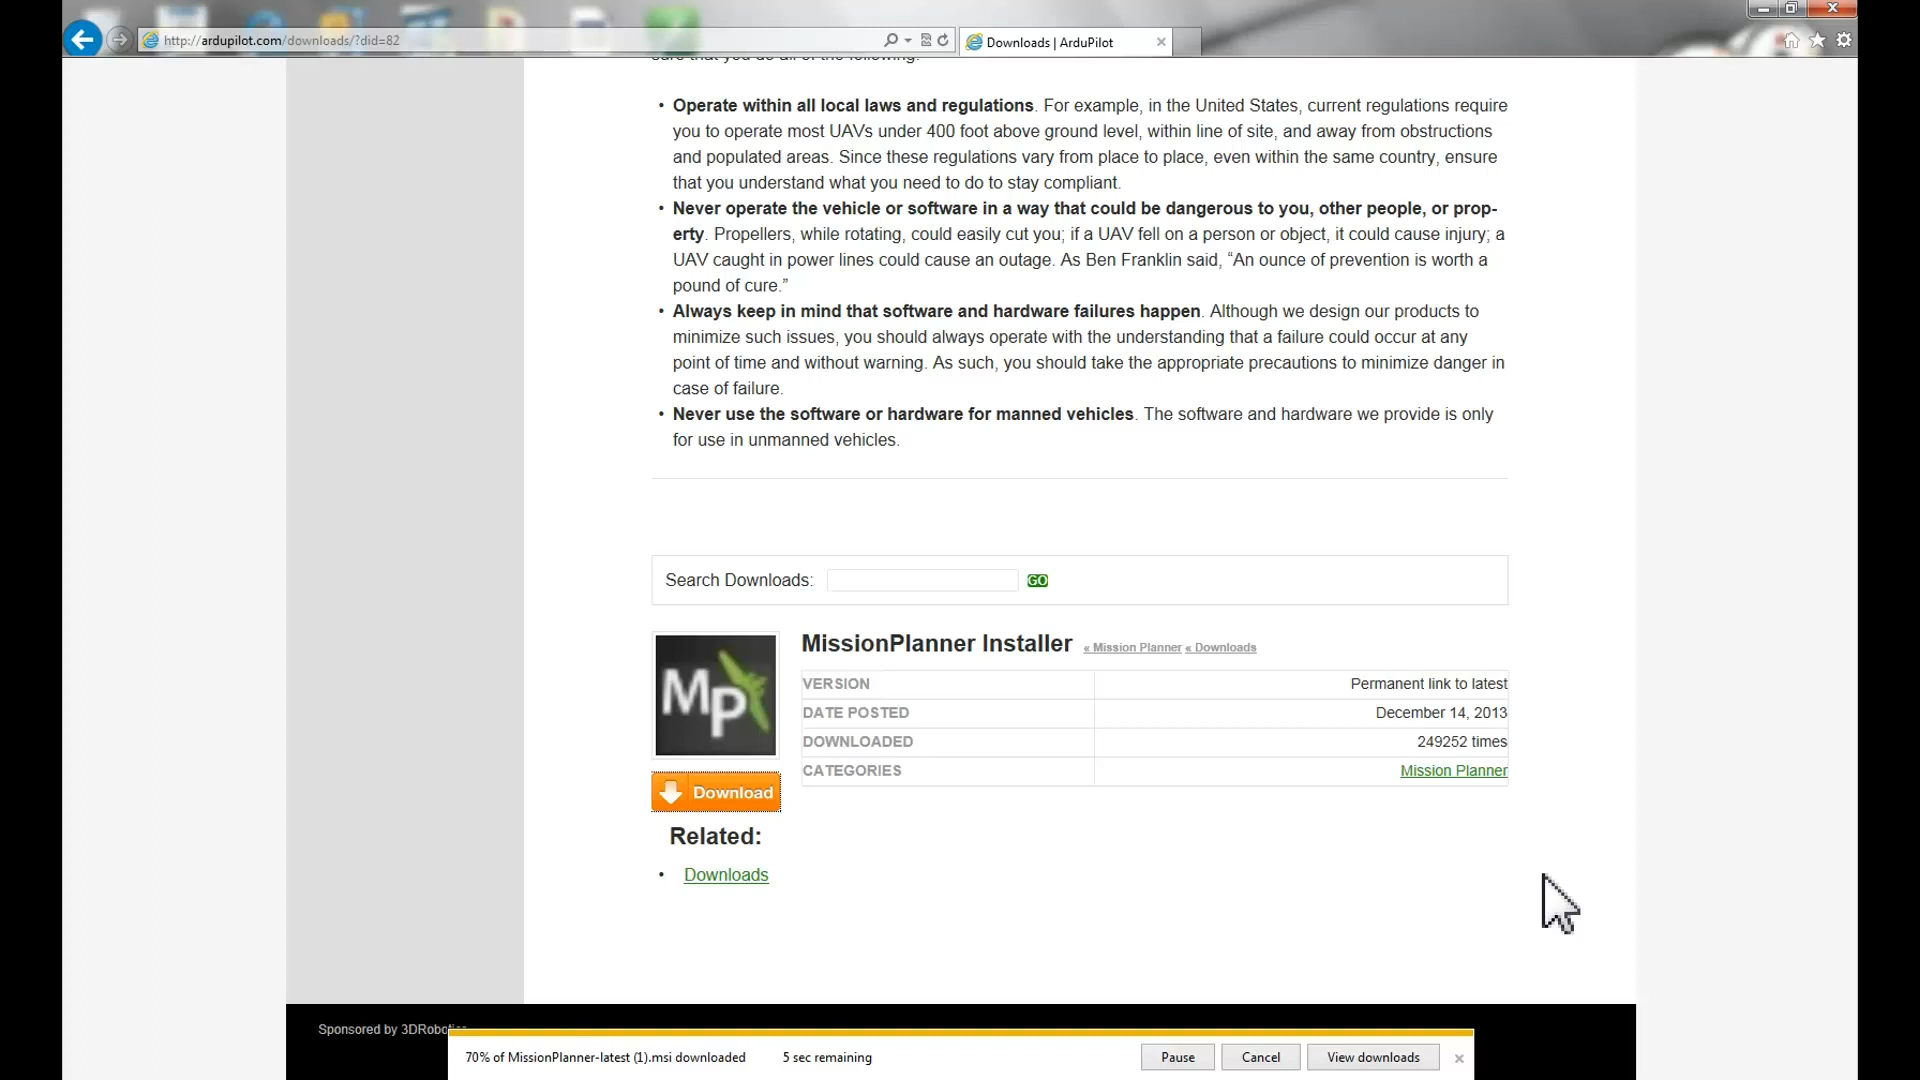 http://ardupilot.com/downloads/?did=82
Downloads | ArduPilot
sure that you do all of the following:
• Operate within all local laws and regulations. For example, in the United States, current regulations require
you to operate most UAVs under 400 foot above ground level, within line of site, and away from obstructions
and populated areas. Since these regulations vary from place to place, even within the same country, ensure
that you understand what you need to do to stay compliant.
• Never operate the vehicle or software in a way that could be dangerous to you, other people, or prop-
erty. Propellers, while rotating, could easily cut you; if a UAV fell on a person or object, it could cause injury; a
UAV caught in power lines could cause an outage. As Ben Franklin said, “An ounce of prevention is worth a
pound of cure.”
• Always keep in mind that software and hardware failures happen. Although we design our products to
minimize such issues, you should always operate with the understanding that a failure could occur at any
point of time and without warning. As such, you should take the appropriate precautions to minimize danger in
case of failure.
• Never use the software or hardware for manned vehicles. The software and hardware we provide is only
for use in unmanned vehicles.
Search Downloads: GO
MissionPlanner Installer « Mission Planner « Downloads
Mp
VERSION Permanent link to latest
DATE POSTED December 14, 2013
DOWNLOADED 249252 times
CATEGORIES Mission Planner
Download
Related:
• Downloads
Sponsored by 3DRobotic
70% of MissionPlanner-latest (1).msi downloaded 5 sec remaining Pause Cancel View downloads